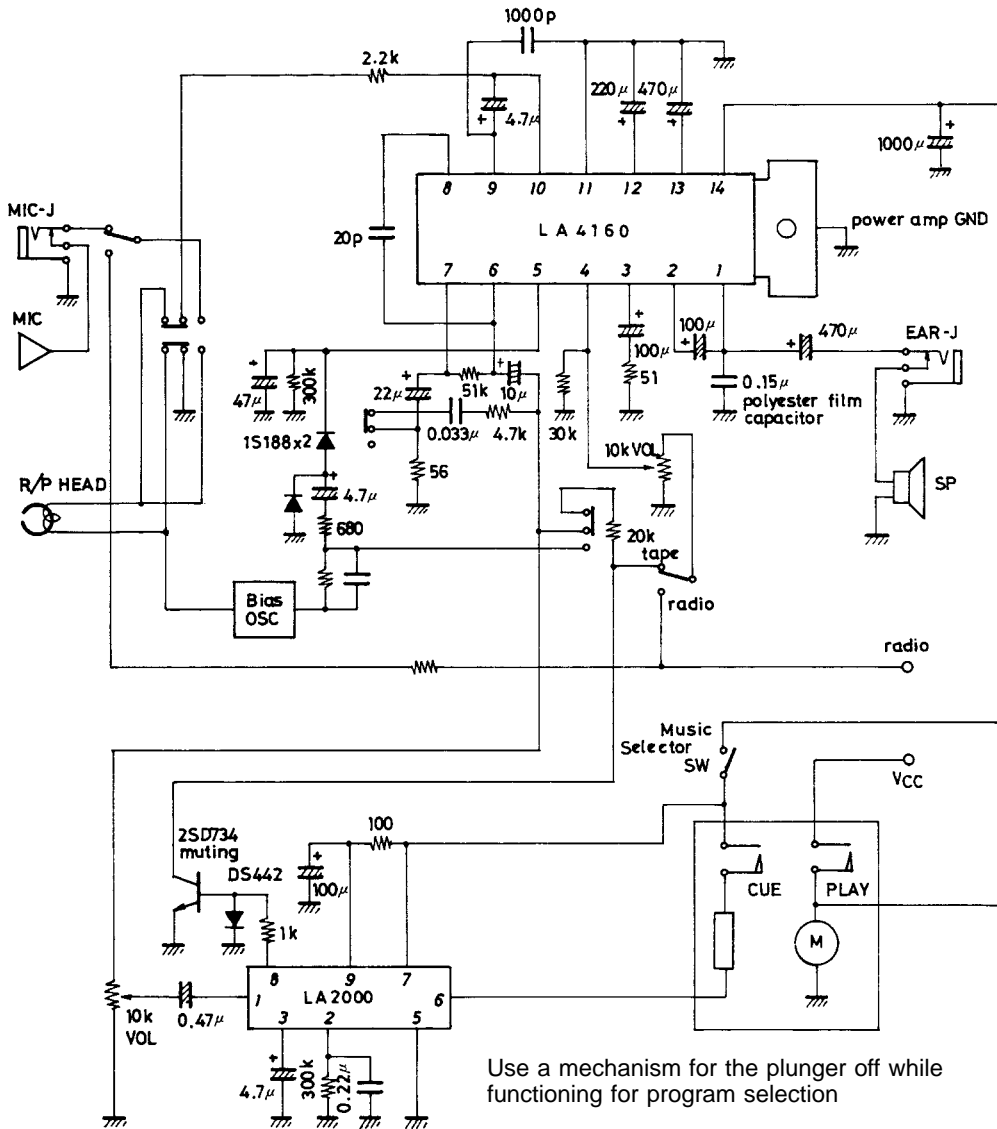 1000p
2.2k
220μ
470μ
+
4.7μ
+
+
+
1000μ
8
9
10
11
12
13
14
LA4160
power amp GND
MIC-J
20p
7
6
5
4
3
2
1
MIC
100μ
+
470μ
+
EAR-J
+
100μ
+
47μ
300k
22μ
+
51k
+
10μ
51
0.15μ
polyester film
capacitor
0.033μ
4.7k
30k
1S188x2
10k VOL
56
SP
R/P HEAD
+
4.7μ
680
20k
tape
Bias
OSC
radio
radio
Music
Selector
SW
VCC
100
2SD734
muting
DS442
+
100μ
CUE
PLAY
1k
M
8
9
7
LA2000
1
6
3
2
5
10k
VOL
0.47μ
+
4.7μ
300k
0.22μ
Use a mechanism for the plunger off while
functioning for program selection